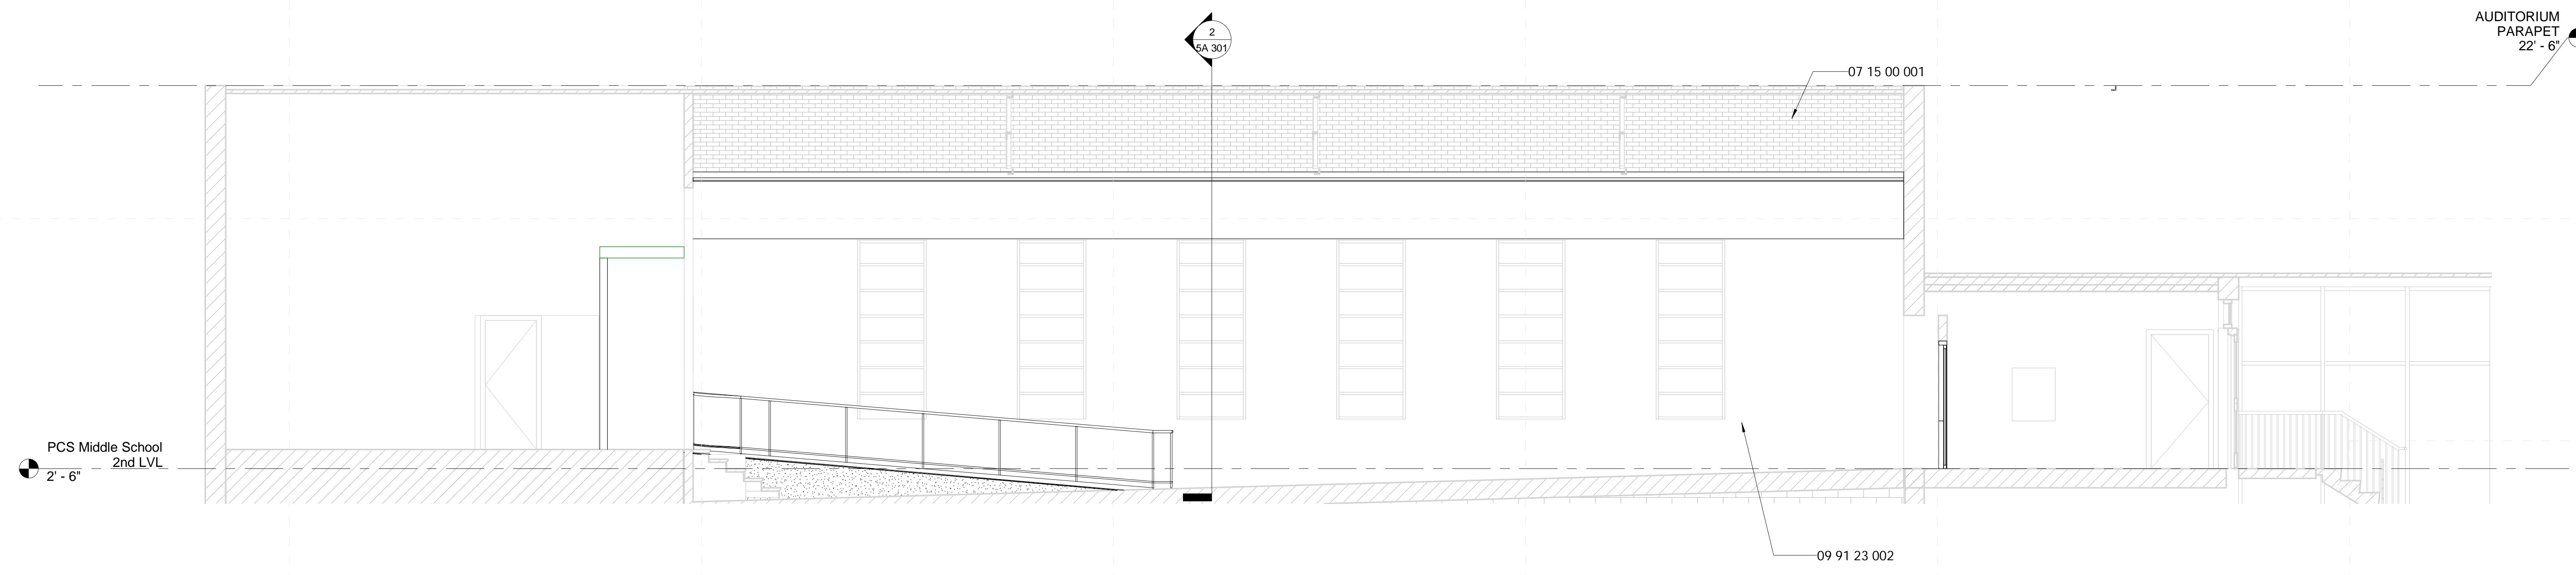 2
5A 301
AUDITORIUM
PARAPET
22' - 6"
07 15 00 001
PCS Middle School
2nd LVL
2' - 6"
09 91 23 002